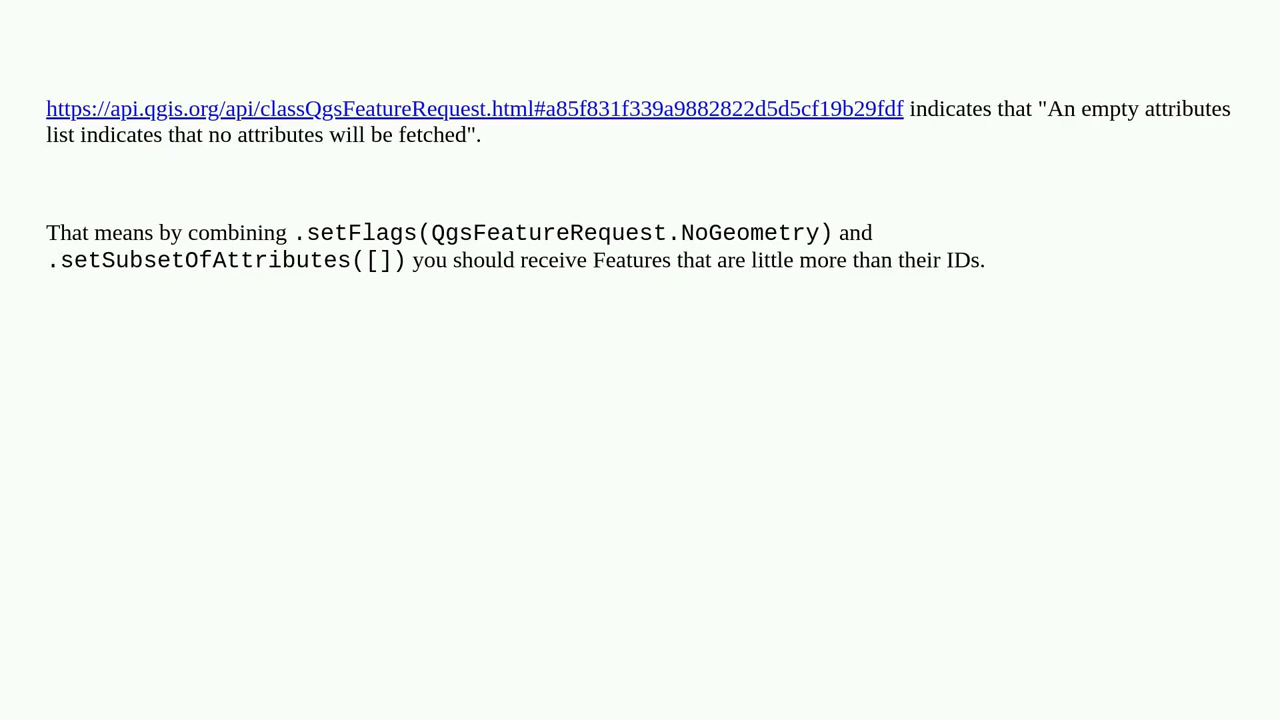 https://api.qgis.org/api/classQgsFeatureRequest.html#a85f831f339a9882822d5d5cf19b29fdf indicates that "An empty attributes
list indicates that no attributes will be fetched".
That means by combining .setFlags(QgsFeatureRequest.NoGeometry) and
.setSubsetOfAttributes([]) you should receive Features that are little more than their IDs.